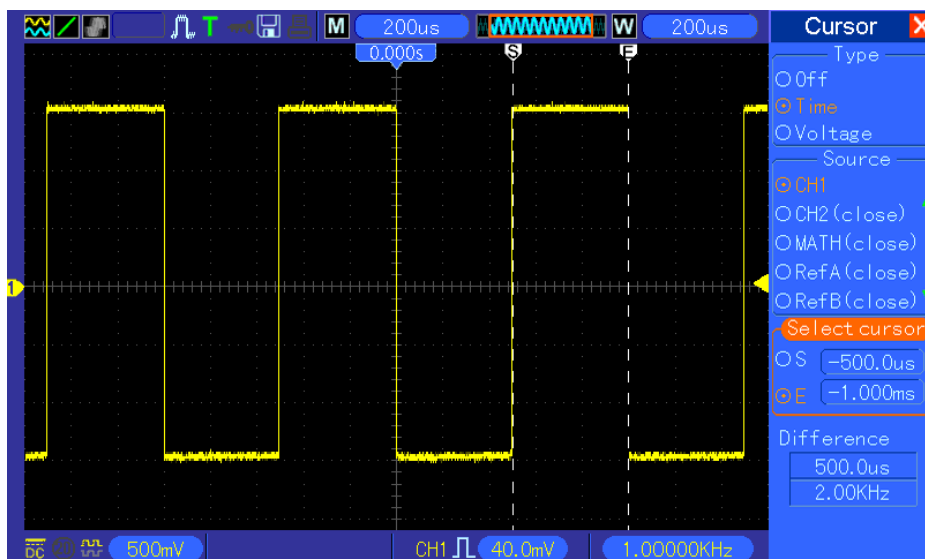 T M 200us W 200us Cursor X
0.000s
S E
Type
Off
Time
Voltage
Source
CH1
CH2(close)
MATH(close)
RefA(close)
RefB(close)
1
Select cursor
S -500.0us
E -1.000ms
Difference
500.0us
2.00KHz
DC 500mV CH1 40.0mV 1.00000KHz